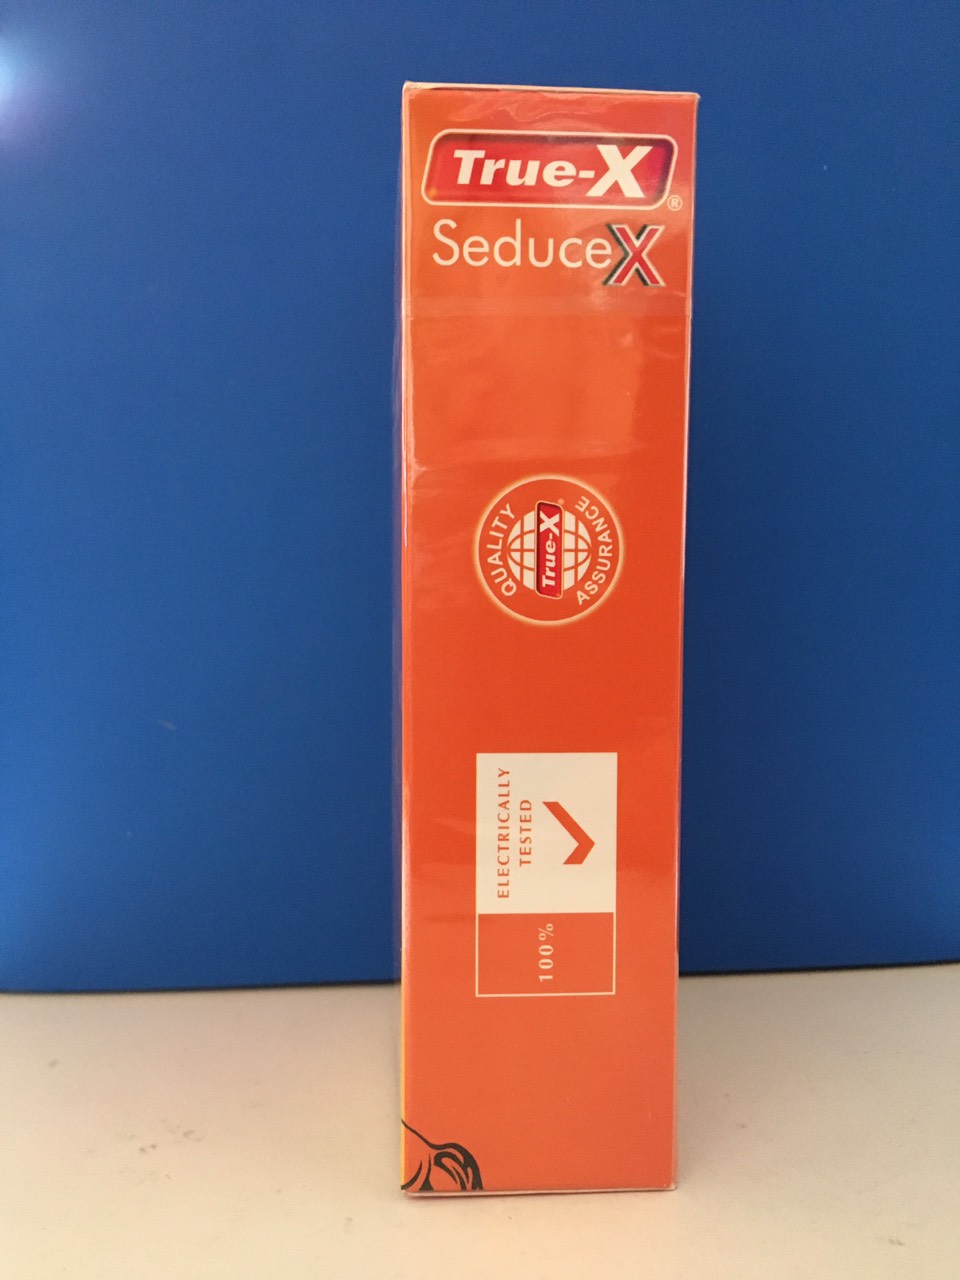 True-X®
SeduceX
QUALITY
True-X®
ASSURANCE
ELECTRICALLY
TESTED
100%